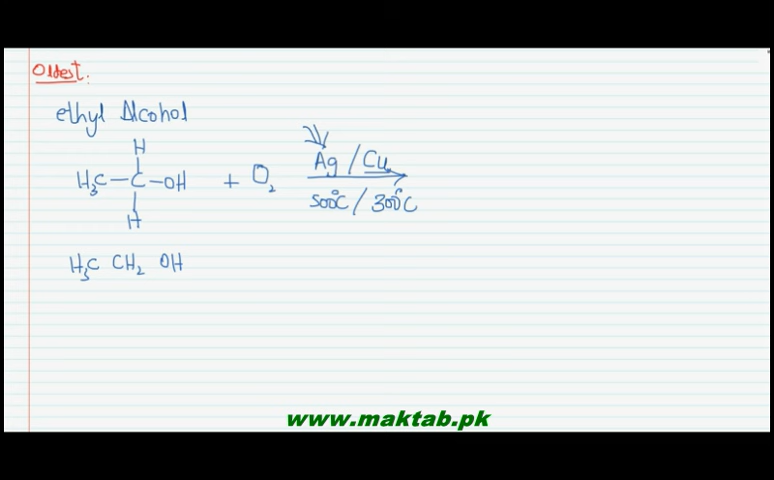 Oldest.
ethyl Alcohol
H
H₃C – C – OH + O₂ Ag / Cu
H 500°C / 300°C
H₃C CH₂ OH
www.maktab.pk